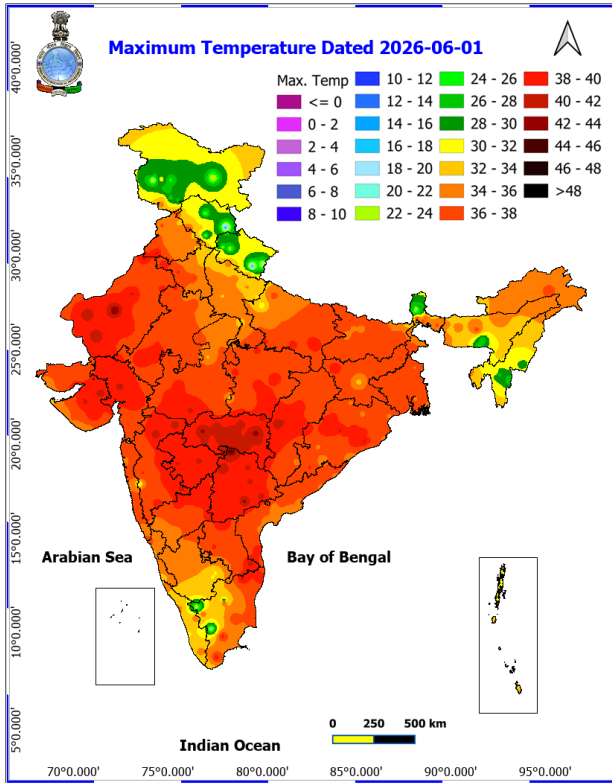 Maximum Temperature Dated 2026-06-01
Max. Temp
<= 0
0 - 2
2 - 4
4 - 6
6 - 8
8 - 10
10 - 12
12 - 14
14 - 16
16 - 18
18 - 20
20 - 22
22 - 24
24 - 26
26 - 28
28 - 30
30 - 32
32 - 34
34 - 36
36 - 38
38 - 40
40 - 42
42 - 44
44 - 46
46 - 48
>48
40°0.000'
35°0.000'
30°0.000'
25°0.000'
20°0.000'
15°0.000'
10°0.000'
5°0.000'
Arabian Sea
Bay of Bengal
Indian Ocean
0 250 500 km
70°0.000' 75°0.000' 80°0.000' 85°0.000' 90°0.000' 95°0.000'